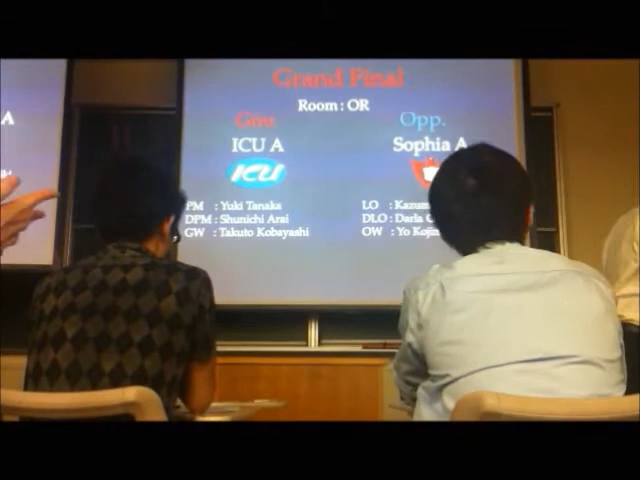 Grand Final
Room : OR
Gov. Opp.
ICU A Sophia A
ICU
PM : Yuki Tanaka LO :
DPM : Shunichi Arai DLO : Darla
GW : Takuto Kobayashi OW : Yo
A